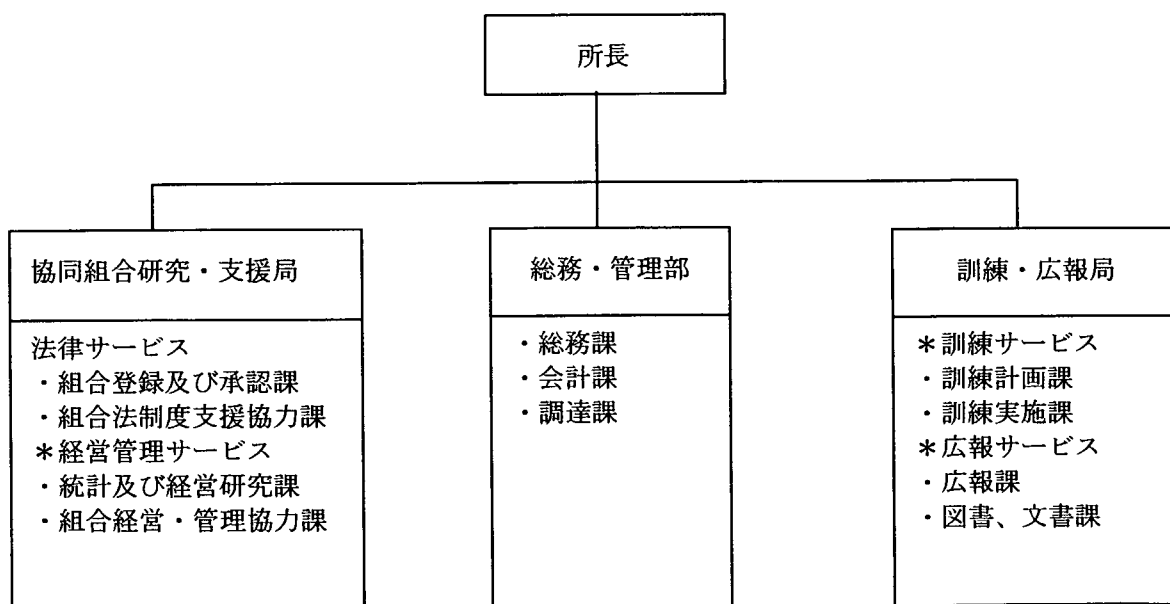 所長
協同組合研究・支援局
法律サービス
・組合登録及び承認課
・組合法制度支援協力課
＊経営管理サービス
・統計及び経営研究課
・組合経営・管理協力課
総務・管理部
・総務課
・会計課
・調達課
訓練・広報局
＊訓練サービス
・訓練計画課
・訓練実施課
＊広報サービス
・広報課
・図書、文書課